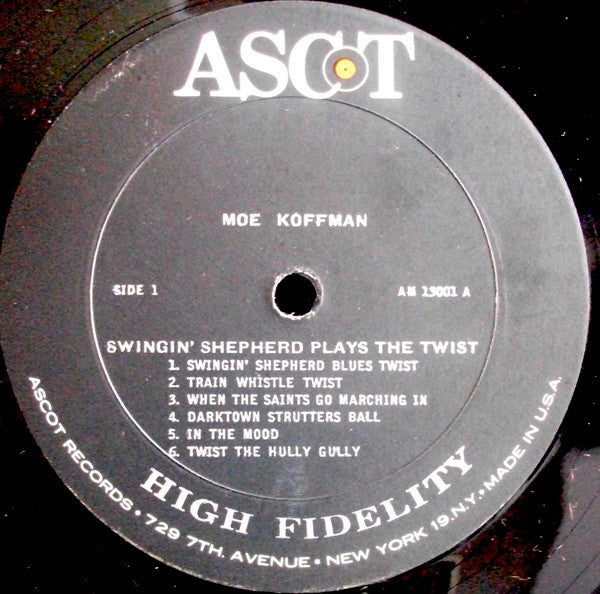 ASCOT
MOE KOFFMAN
SIDE 1
AM 13001 A
SWINGIN' SHEPHERD PLAYS THE TWIST
1. SWINGIN' SHEPHERD BLUES TWIST
2. TRAIN WHISTLE TWIST
3. WHEN THE SAINTS GO MARCHING IN
4. DARKTOWN STRUTTERS BALL
5. IN THE MOOD
6. TWIST THE HULLY GULLY
HIGH FIDELITY
ASCOT RECORDS • 729 7TH. AVENUE • NEW YORK 19.N.Y. • MADE IN U.S.A.